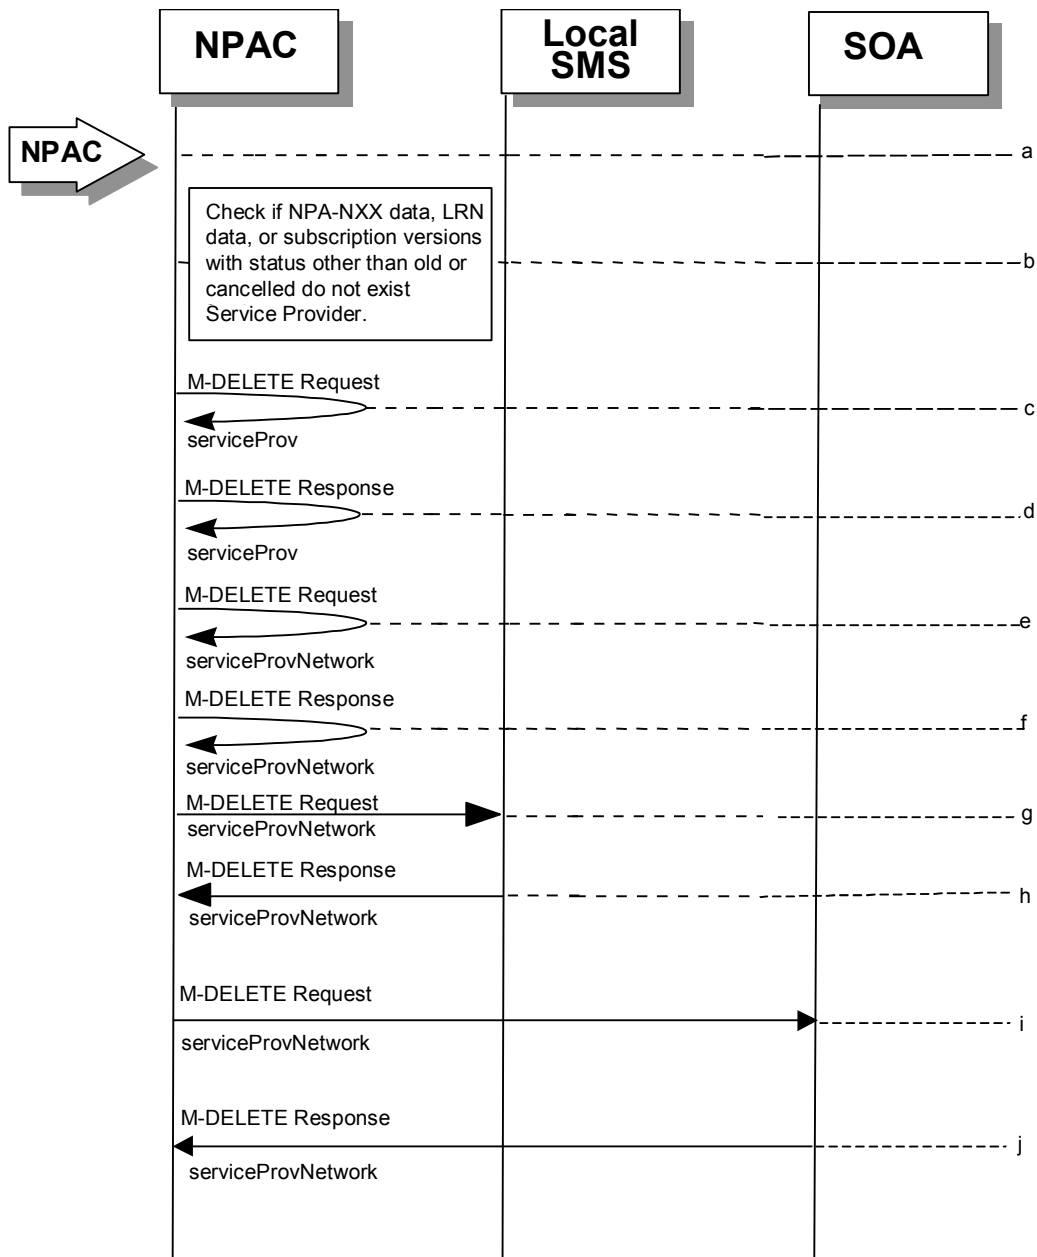 NPAC
Local
SMS
SOA
NPAC
a
Check if NPA-NXX data, LRN
data, or subscription versions
with status other than old or
cancelled do not exist
Service Provider.
b
M-DELETE Request
serviceProv
c
M-DELETE Response
serviceProv
d
M-DELETE Request
serviceProvNetwork
e
M-DELETE Response
serviceProvNetwork
f
M-DELETE Request
serviceProvNetwork
g
M-DELETE Response
serviceProvNetwork
h
M-DELETE Request
serviceProvNetwork
i
M-DELETE Response
serviceProvNetwork
j